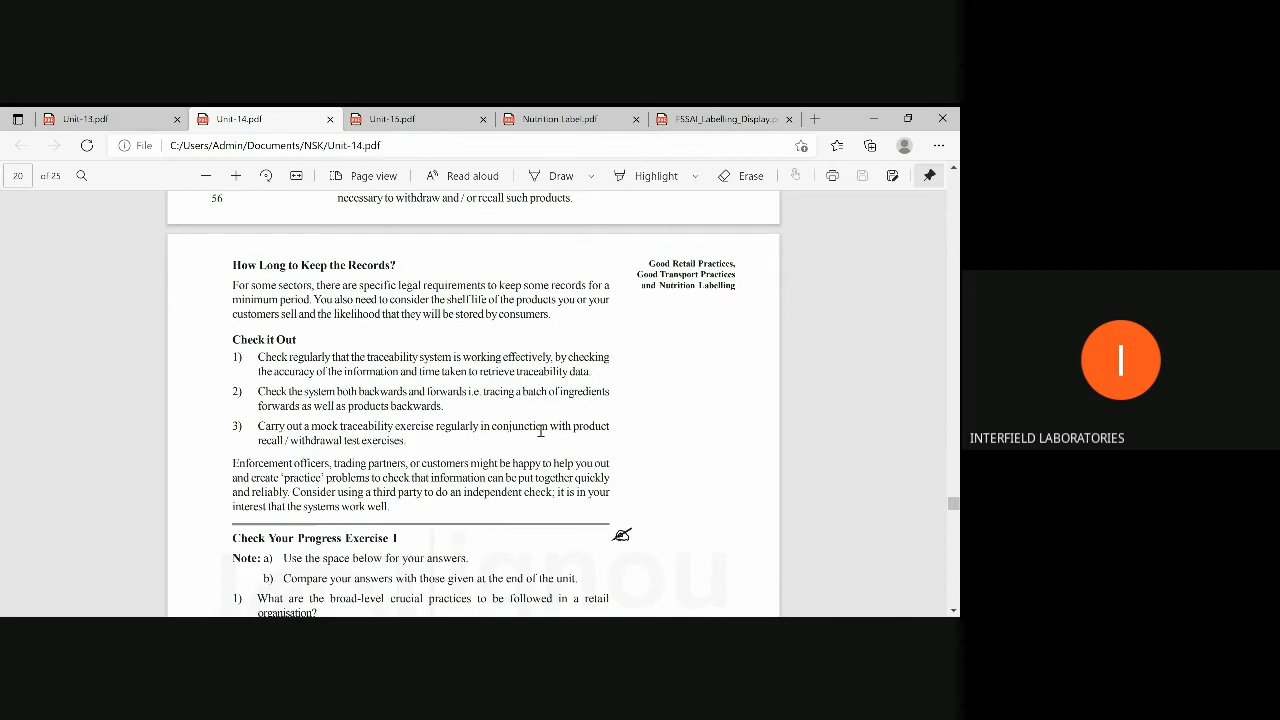 Unit-13.pdf
Unit-14.pdf
Unit-15.pdf
Nutrition Label.pdf
FSSAI_Labelling_Display.p
File
C:/Users/Admin/Documents/NSK/Unit-14.pdf
20
of 25
Page view
Read aloud
Draw
Highlight
Erase
56
necessary to withdraw and / or recall such products.
How Long to Keep the Records?
Good Retail Practices,
Good Transport Practices
and Nutrition Labelling
For some sectors, there are specific legal requirements to keep some records for a
minimum period. You also need to consider the shelf life of the products you or your
customers sell and the likelihood that they will be stored by consumers.
Check it Out
1) Check regularly that the traceability system is working effectively, by checking
the accuracy of the information and time taken to retrieve traceability data.
2) Check the system both backwards and forwards i.e. tracing a batch of ingredients
forwards as well as products backwards.
3) Carry out a mock traceability exercise regularly in conjunction with product
recall / withdrawal test exercises.
Enforcement officers, trading partners, or customers might be happy to help you out
and create ‘practice’ problems to check that information can be put together quickly
and reliably. Consider using a third party to do an independent check; it is in your
interest that the systems work well.
Check Your Progress Exercise 1
Note: a) Use the space below for your answers.
b) Compare your answers with those given at the end of the unit.
1) What are the broad-level crucial practices to be followed in a retail
organisation?
ignou
I
INTERFIELD LABORATORIES